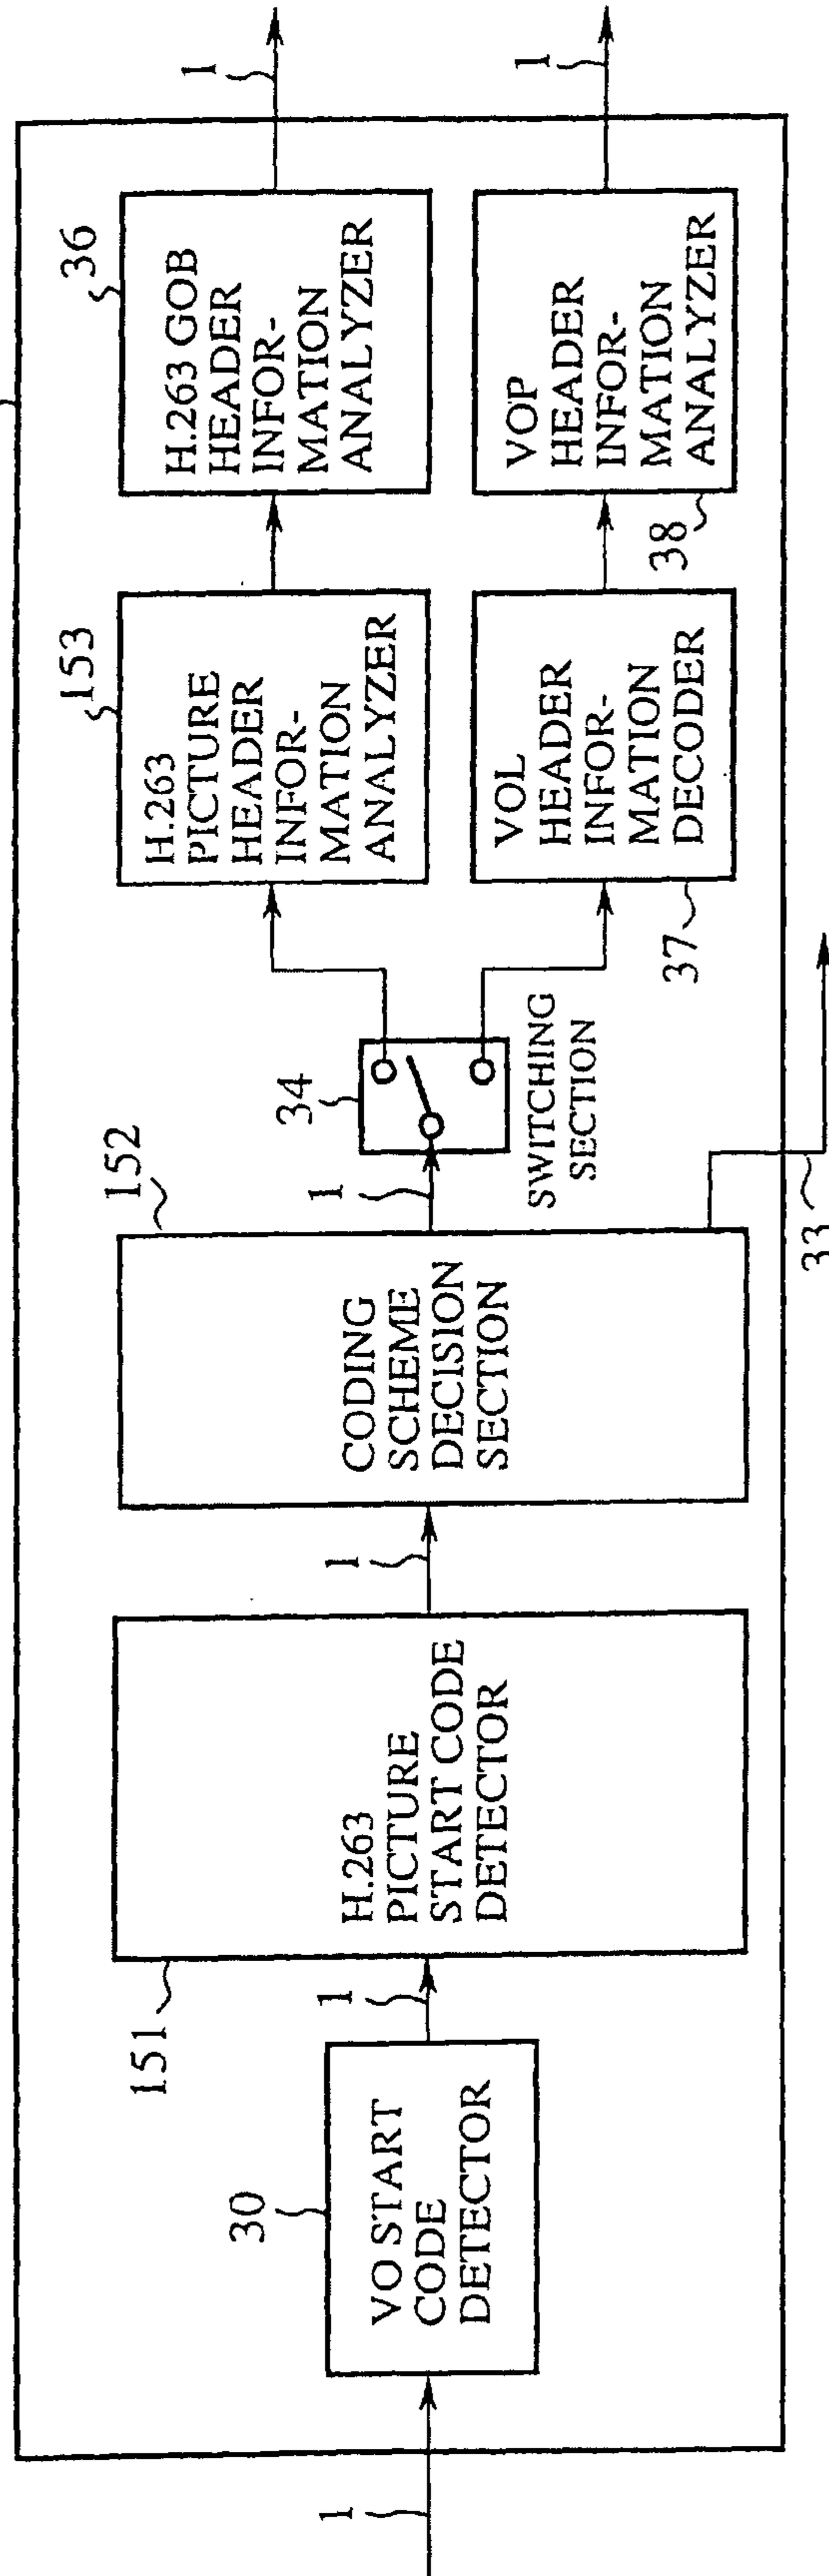 1
30
VO START
CODE
DETECTOR
1
151
H.263
PICTURE
START CODE
DETECTOR
1
152
CODING
SCHEME
DECISION
SECTION
1
33
34
SWITCHING
SECTION
153
H.263
PICTURE
HEADER
INFOR-
MATION
ANALYZER
36
H.263 GOB
HEADER
INFOR-
MATION
ANALYZER
1
37
VOL
HEADER
INFOR-
MATION
DECODER
38
VOP
HEADER
INFOR-
MATION
ANALYZER
1